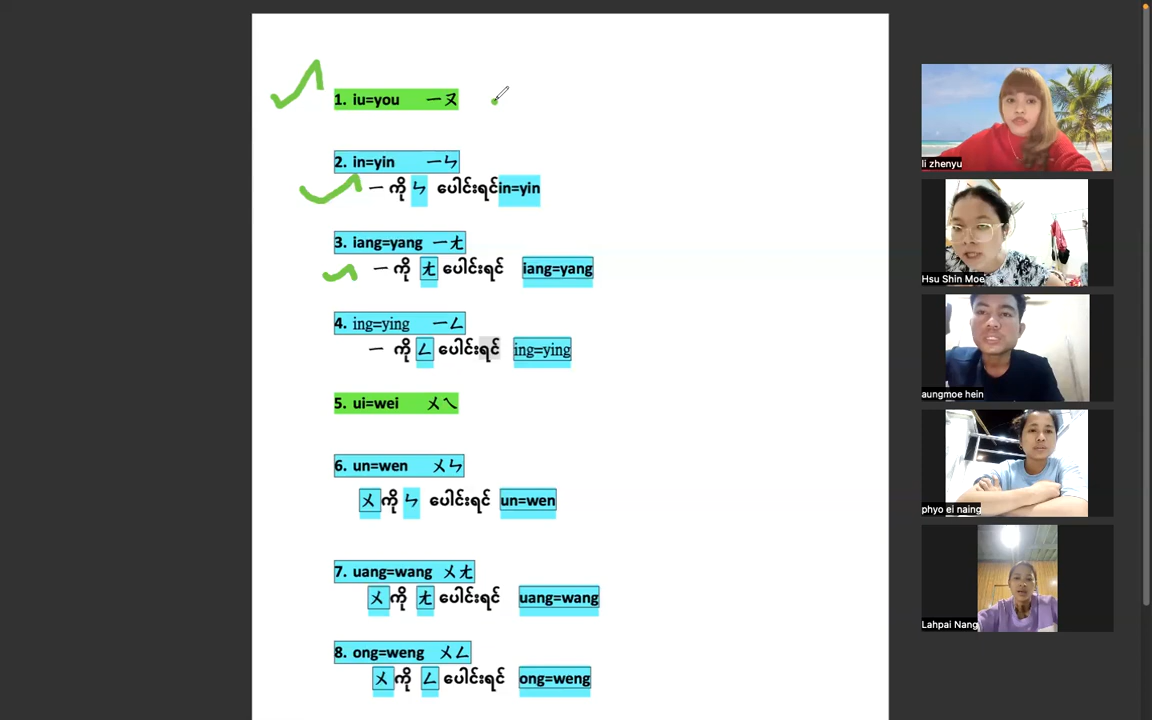 1. iu=you ㄧㄡ
2. in=yin ㄧㄣ
ㄧ ကို ㄣ ပေါင်းရင်in=yin
3. iang=yang ㄧㄤ
ㄧ ကို ㄤ ပေါင်းရင် iang=yang
4. ing=ying ㄧㄥ
ㄧ ကို ㄥ ပေါင်းရင် ing=ying
5. ui=wei ㄨㄟ
6. un=wen ㄨㄣ
ㄨကို ㄣ ပေါင်းရင် un=wen
7. uang=wang ㄨㄤ
ㄨကို ㄤ ပေါင်းရင် uang=wang
8. ong=weng ㄨㄥ
ㄨကို ㄥ ပေါင်းရင် ong=weng
li zhenyu
Hsu Shin Moe
aungmoe hein
phyo ei naing
Lahpai Nang